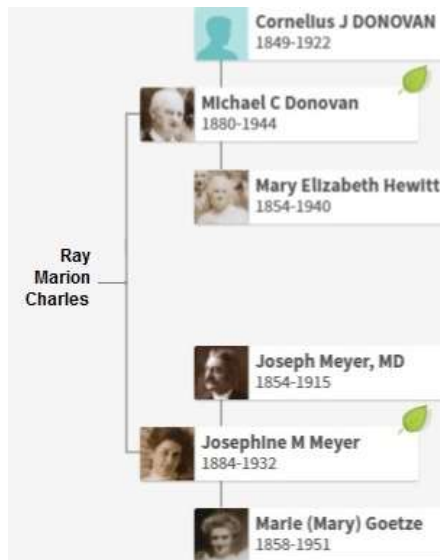 Cornelius J DONOVAN
1849-1922
Michael C Donovan
1880-1944
Mary Elizabeth Hewitt
1854-1940
Ray
Marion
Charles
Joseph Meyer, MD
1854-1915
Josephine M Meyer
1884-1932
Marie (Mary) Goetze
1858-1951